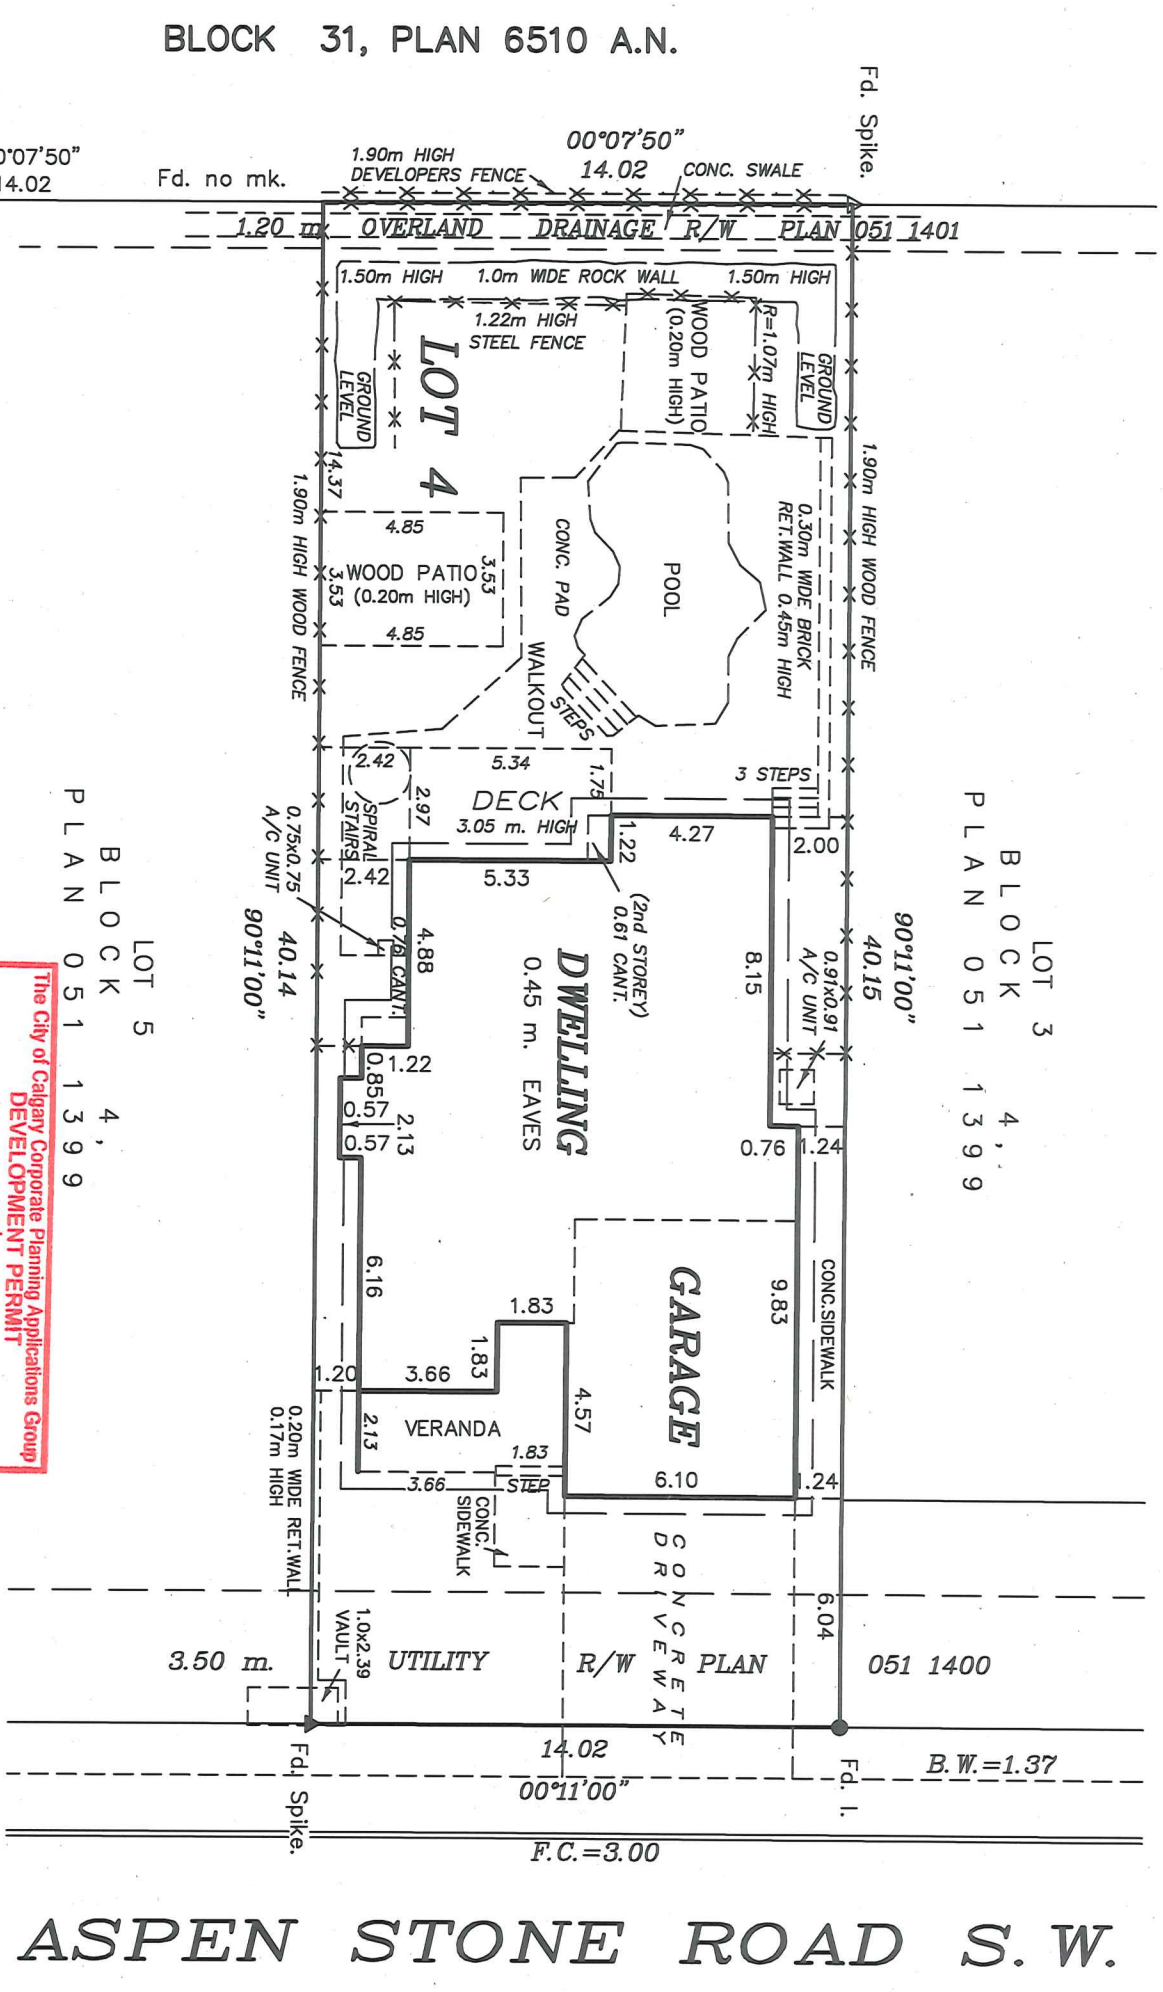 BLOCK 31, PLAN 6510 A.N.
Fd. Spike.
0°07'50"
14.02
Fd. no mk.
1.90m HIGH
DEVELOPERS FENCE
00°07'50"
14.02
CONC. SWALE
1.20 m OVERLAND DRAINAGE R/W PLAN 051 1401
1.50m HIGH
1.0m WIDE ROCK WALL
1.50m HIGH
1.22m HIGH
STEEL FENCE
WOOD PATIO
(0.20m HIGH)
R=1.07m HIGH
GROUND
LEVEL
GROUND
LEVEL
LOT 4
14.37
1.90m HIGH WOOD FENCE
1.90m HIGH WOOD FENCE
0.30m WIDE BRICK
RET.WALL 0.45m HIGH
4.85
3.53
WOOD PATIO
(0.20m HIGH)
3.53
4.85
CONC. PAD
POOL
WALKOUT
STEPS
2.42
5.34
1.75
3 STEPS
DECK
3.05 m. HIGH
2.97
SPIRAL
STAIRS
1.22
4.27
2.00
2.42
5.33
0.75x0.75
A/C UNIT
(2nd STOREY)
0.61 CANT.
4.88
0.76 CANT.
8.15
0.91x0.91
A/C UNIT
90°11'00"
40.15
40.14
90°11'00"
LOT 3
BLOCK 4,
PLAN 051 1399
LOT 5
BLOCK 4,
PLAN 051 1399
DWELLING
0.45 m. EAVES
1.22
0.85
0.57
2.13
0.57
0.76
1.24
The City of Calgary Corporate Planning Applications Group
DEVELOPMENT PERMIT
6.16
GARAGE
9.83
CONC.SIDEWALK
1.83
1.83
1.20
3.66
4.57
VERANDA
2.13
1.83
STEP
3.66
6.10
1.24
0.20m WIDE RET.WALL
0.17m HIGH
CONC.
SIDEWALK
CONCRETE
DRIVEWAY
6.04
1.0x2.39
VAULT
3.50 m. UTILITY R/W PLAN 051 1400
14.02
00°11'00"
Fd. Spike.
Fd. I.
B.W.=1.37
F.C.=3.00
ASPEN STONE ROAD S.W.